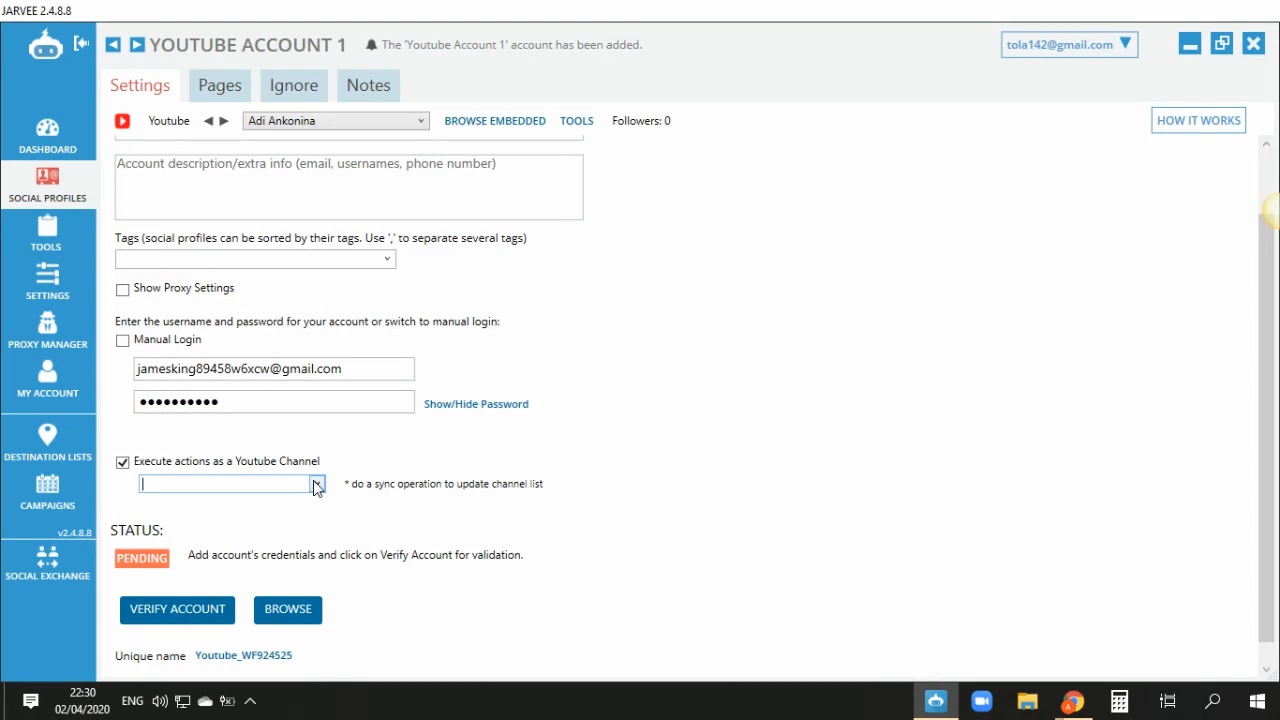 JARVEE 2.4.8.8
YOUTUBE ACCOUNT 1
The 'Youtube Account 1' account has been added.
tola142@gmail.com
Settings
Pages
Ignore
Notes
Youtube
Adi Ankonina
BROWSE EMBEDDED
TOOLS
Followers: 0
HOW IT WORKS
DASHBOARD
SOCIAL PROFILES
TOOLS
SETTINGS
PROXY MANAGER
MY ACCOUNT
DESTINATION LISTS
CAMPAIGNS
v2.4.8.8
SOCIAL EXCHANGE
Account description/extra info (email, usernames, phone number)
Tags (social profiles can be sorted by their tags. Use ',' to separate several tags)
Show Proxy Settings
Enter the username and password for your account or switch to manual login:
Manual Login
jamesking89458w6xcw@gmail.com
●●●●●●●●●●
Show/Hide Password
Execute actions as a Youtube Channel
* do a sync operation to update channel list
STATUS:
PENDING
Add account's credentials and click on Verify Account for validation.
VERIFY ACCOUNT
BROWSE
Unique name
Youtube_WF924525
22:30
02/04/2020
ENG